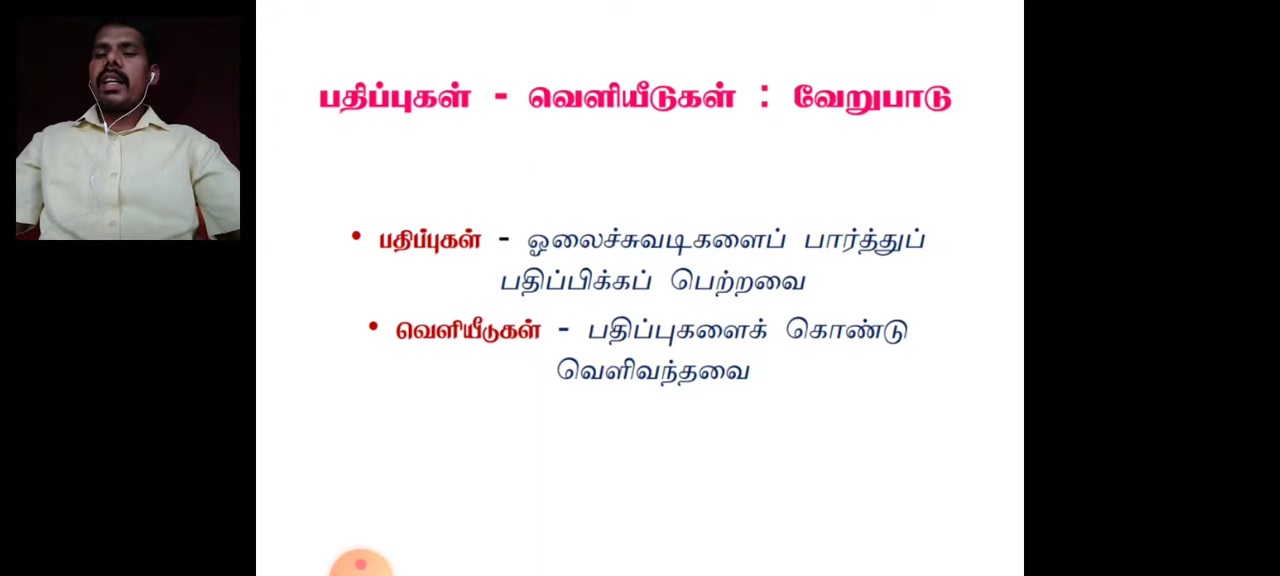 பதிப்புகள் - வெளியீடுகள் : வேறுபாடு
• பதிப்புகள் - ஓலைச்சுவடிகளைப் பார்த்துப்
பதிப்பிக்கப் பெற்றவை
• வெளியீடுகள் - பதிப்புகளைக் கொண்டு
வெளிவந்தவை